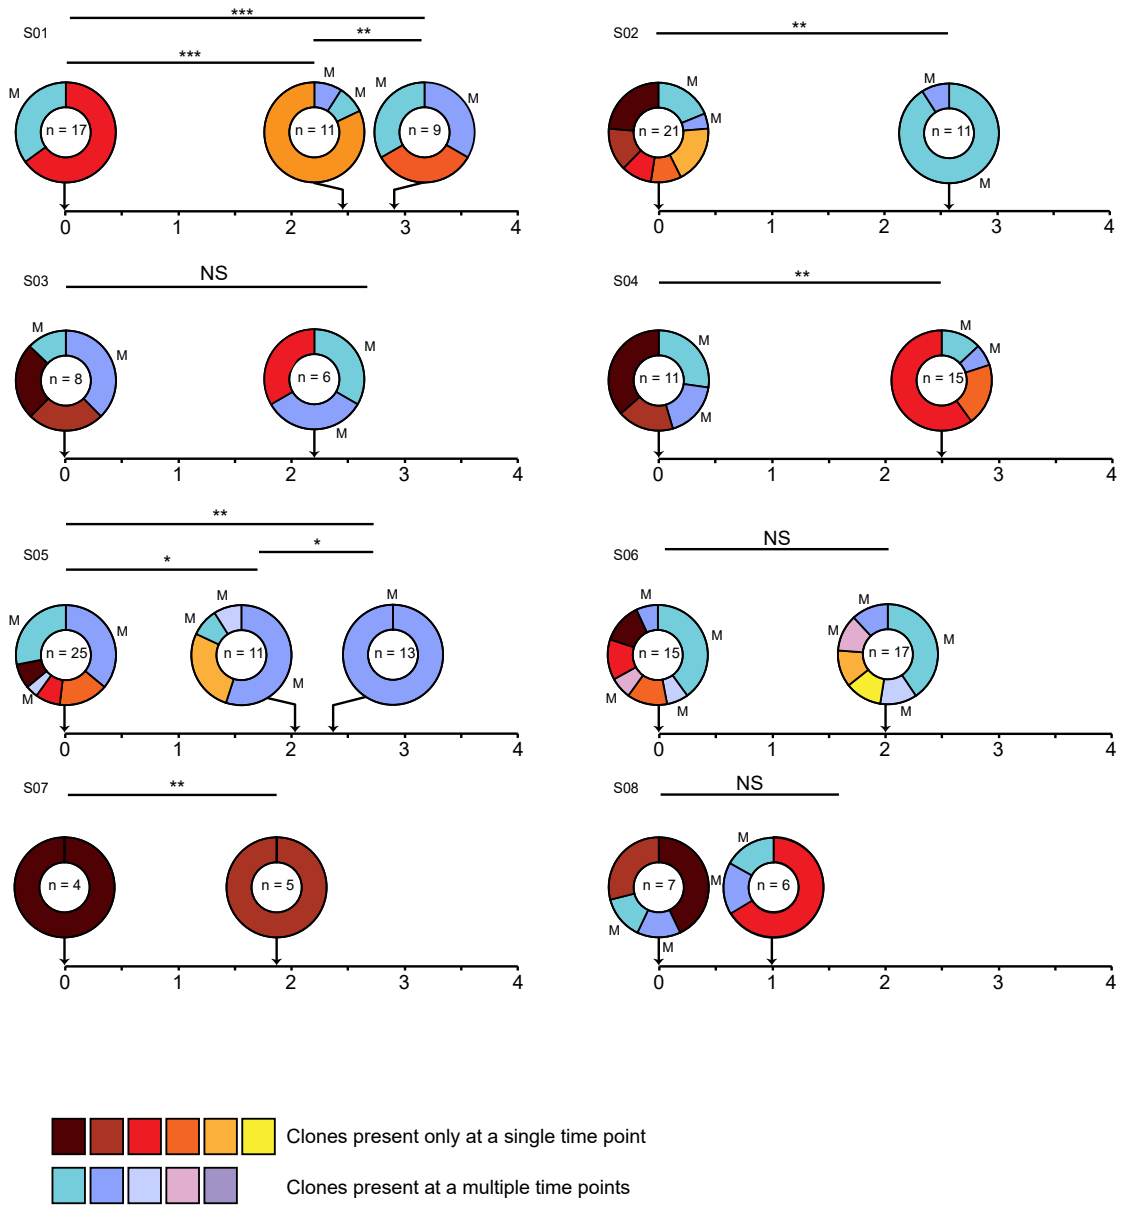 ***
S01
**
***
M
M
M
M
M
n = 17
n = 11
n = 9
0 1 2 3 4
S02
**
M
M
M
M
n = 21
n = 11
0 1 2 3 4
S03
NS
M
M
M
M
n = 8
n = 6
0 1 2 3 4
S04
**
M
M
M
M
n = 11
n = 15
0 1 2 3 4
**
S05
*
*
M
M
M
M
M
M
M
n = 25
n = 11
n = 13
0 1 2 3 4
S06
NS
M
M
M
M
M
M
M
M
n = 15
n = 17
0 1 2 3 4
S07
**
n = 4
n = 5
0 1 2 3 4
S08
NS
M
M
M
M
n = 7
n = 6
0 1 2 3 4
Clones present only at a single time point
Clones present at a multiple time points